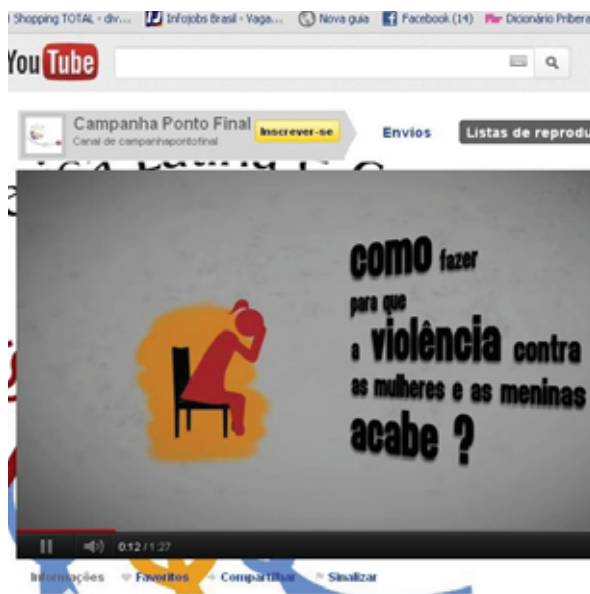 Shopping TOTAL - div... Infojobs Brasil - Vaga... Nova guia Facebook (14) Dicionário Pribera
You Tube
Campanha Ponto Final Inscrever-se Envios Listas de reprodu
Canal de campanhapontofinal
como fazer
para que
a violência contra
as mulheres e as meninas
acabe ?
0:12 / 1:27
Informações Favoritos Compartilhar Sinalizar